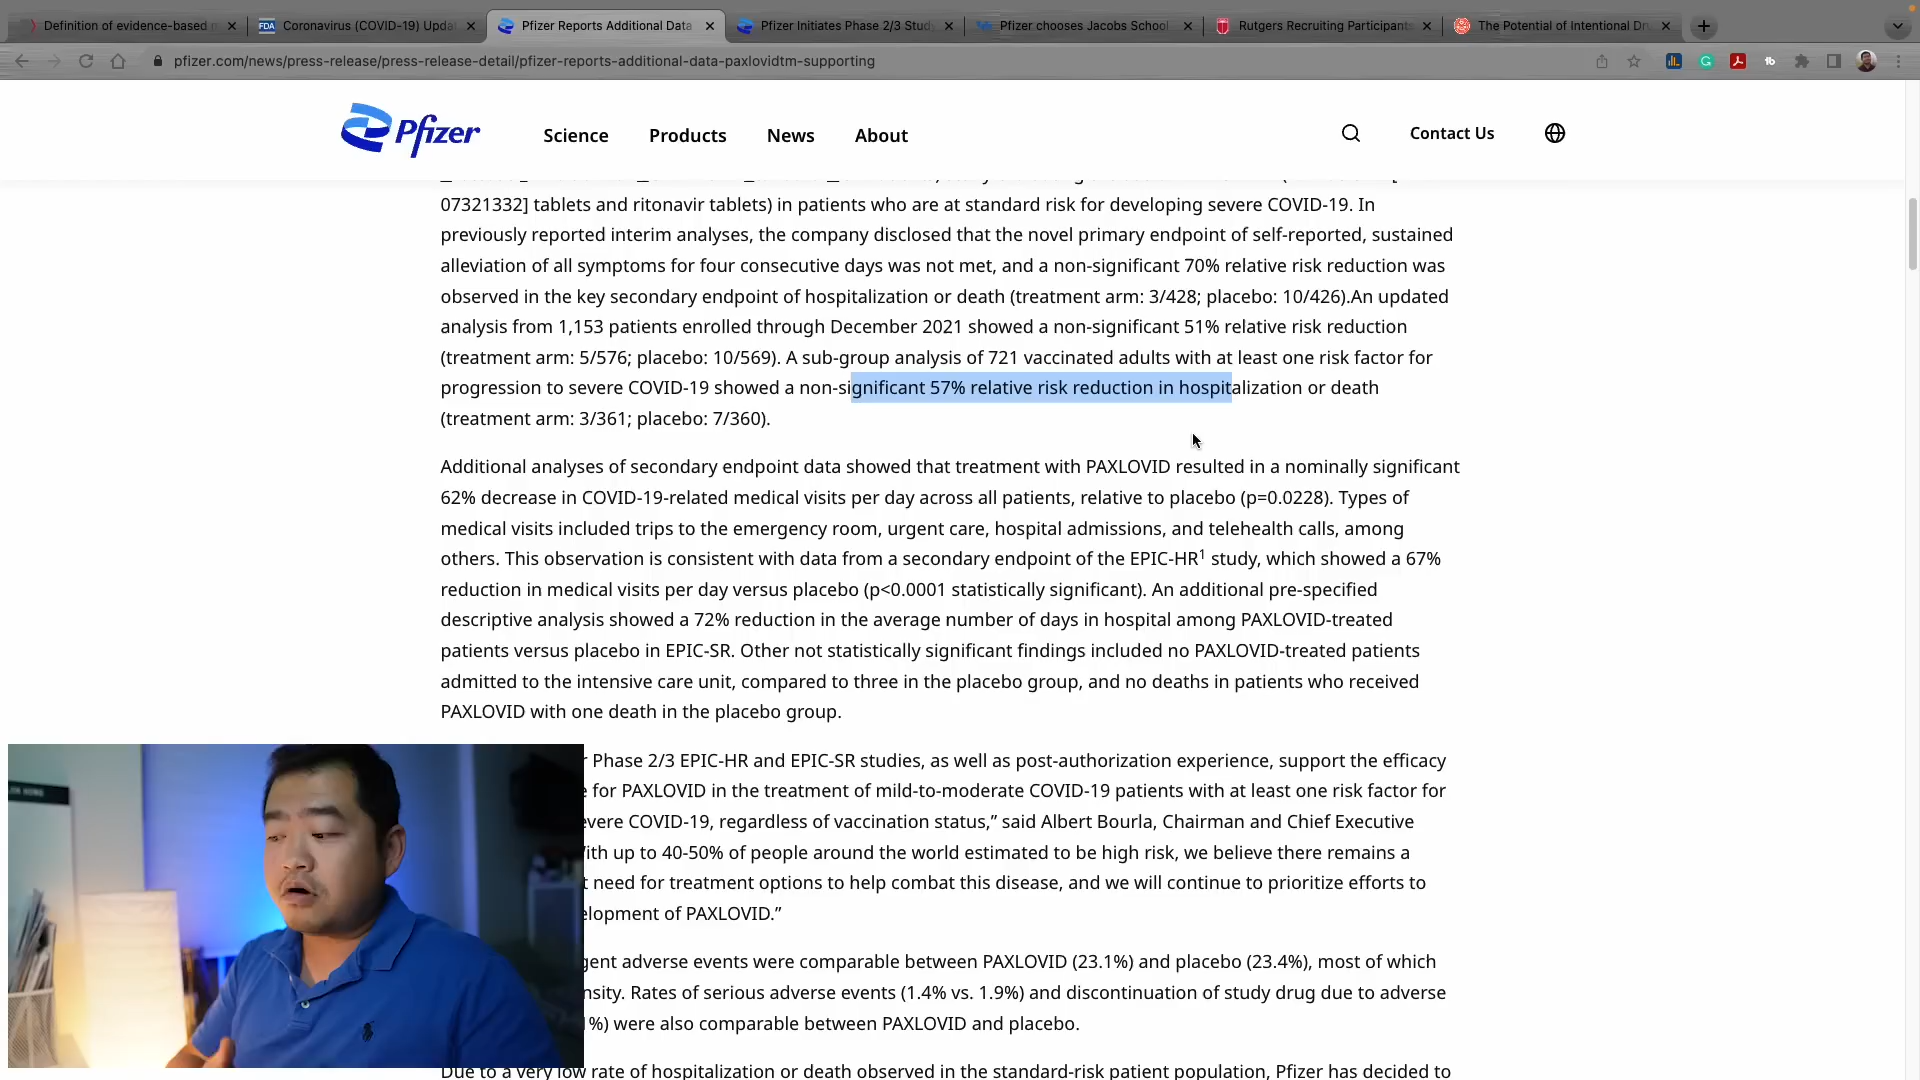 Definition of evidence-based
Coronavirus (COVID-19) Upda
Pfizer Reports Additional Data
Pfizer Initiates Phase 2/3 Stud
Pfizer chooses Jacobs School
Rutgers Recruiting Participant
The Potential of Intentional Dr
pfizer.com/news/press-release/press-release-detail/pfizer-reports-additional-data-paxlovidtm-supporting
Pfizer
Science Products News About
Contact Us
07321332] tablets and ritonavir tablets) in patients who are at standard risk for developing severe COVID-19. In
previously reported interim analyses, the company disclosed that the novel primary endpoint of self-reported, sustained
alleviation of all symptoms for four consecutive days was not met, and a non-significant 70% relative risk reduction was
observed in the key secondary endpoint of hospitalization or death (treatment arm: 3/428; placebo: 10/426).An updated
analysis from 1,153 patients enrolled through December 2021 showed a non-significant 51% relative risk reduction
(treatment arm: 5/576; placebo: 10/569). A sub-group analysis of 721 vaccinated adults with at least one risk factor for
progression to severe COVID-19 showed a non-significant 57% relative risk reduction in hospitalization or death
(treatment arm: 3/361; placebo: 7/360).
Additional analyses of secondary endpoint data showed that treatment with PAXLOVID resulted in a nominally significant
62% decrease in COVID-19-related medical visits per day across all patients, relative to placebo (p=0.0228). Types of
medical visits included trips to the emergency room, urgent care, hospital admissions, and telehealth calls, among
others. This observation is consistent with data from a secondary endpoint of the EPIC-HR1 study, which showed a 67%
reduction in medical visits per day versus placebo (p<0.0001 statistically significant). An additional pre-specified
descriptive analysis showed a 72% reduction in the average number of days in hospital among PAXLOVID-treated
patients versus placebo in EPIC-SR. Other not statistically significant findings included no PAXLOVID-treated patients
admitted to the intensive care unit, compared to three in the placebo group, and no deaths in patients who received
PAXLOVID with one death in the placebo group.
r Phase 2/3 EPIC-HR and EPIC-SR studies, as well as post-authorization experience, support the efficacy
e for PAXLOVID in the treatment of mild-to-moderate COVID-19 patients with at least one risk factor for
evere COVID-19, regardless of vaccination status,” said Albert Bourla, Chairman and Chief Executive
ith up to 40-50% of people around the world estimated to be high risk, we believe there remains a
t need for treatment options to help combat this disease, and we will continue to prioritize efforts to
elopment of PAXLOVID.”
gent adverse events were comparable between PAXLOVID (23.1%) and placebo (23.4%), most of which
nsity. Rates of serious adverse events (1.4% vs. 1.9%) and discontinuation of study drug due to adverse
1%) were also comparable between PAXLOVID and placebo.
Due to a very low rate of hospitalization or death observed in the standard-risk patient population, Pfizer has decided to